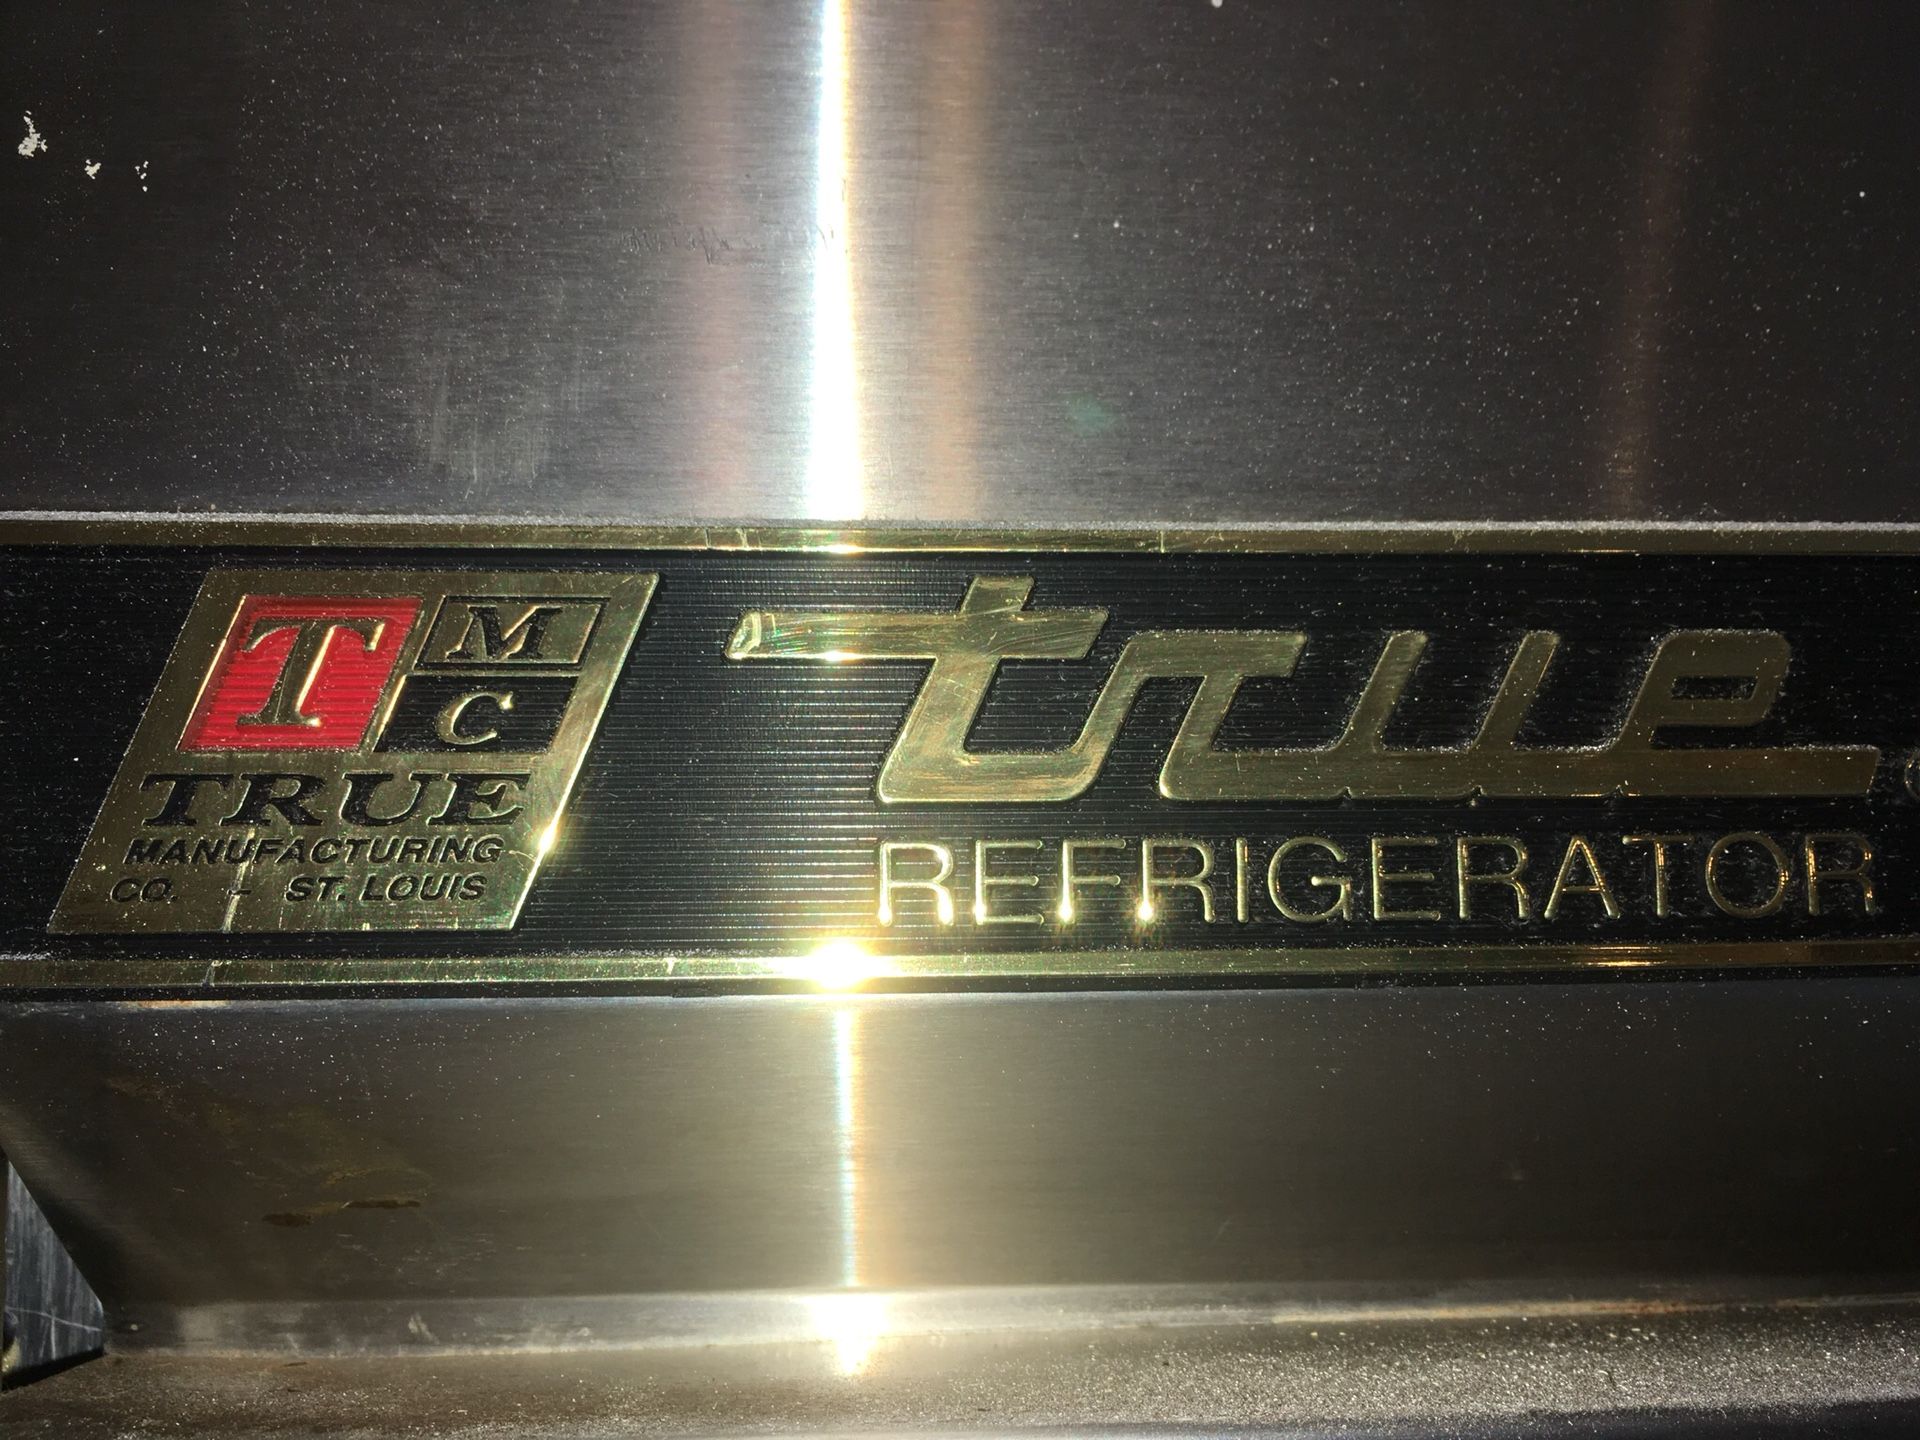 T M
C
TRUE
MANUFACTURING
CO. - ST. LOUIS
true
REFRIGERATOR